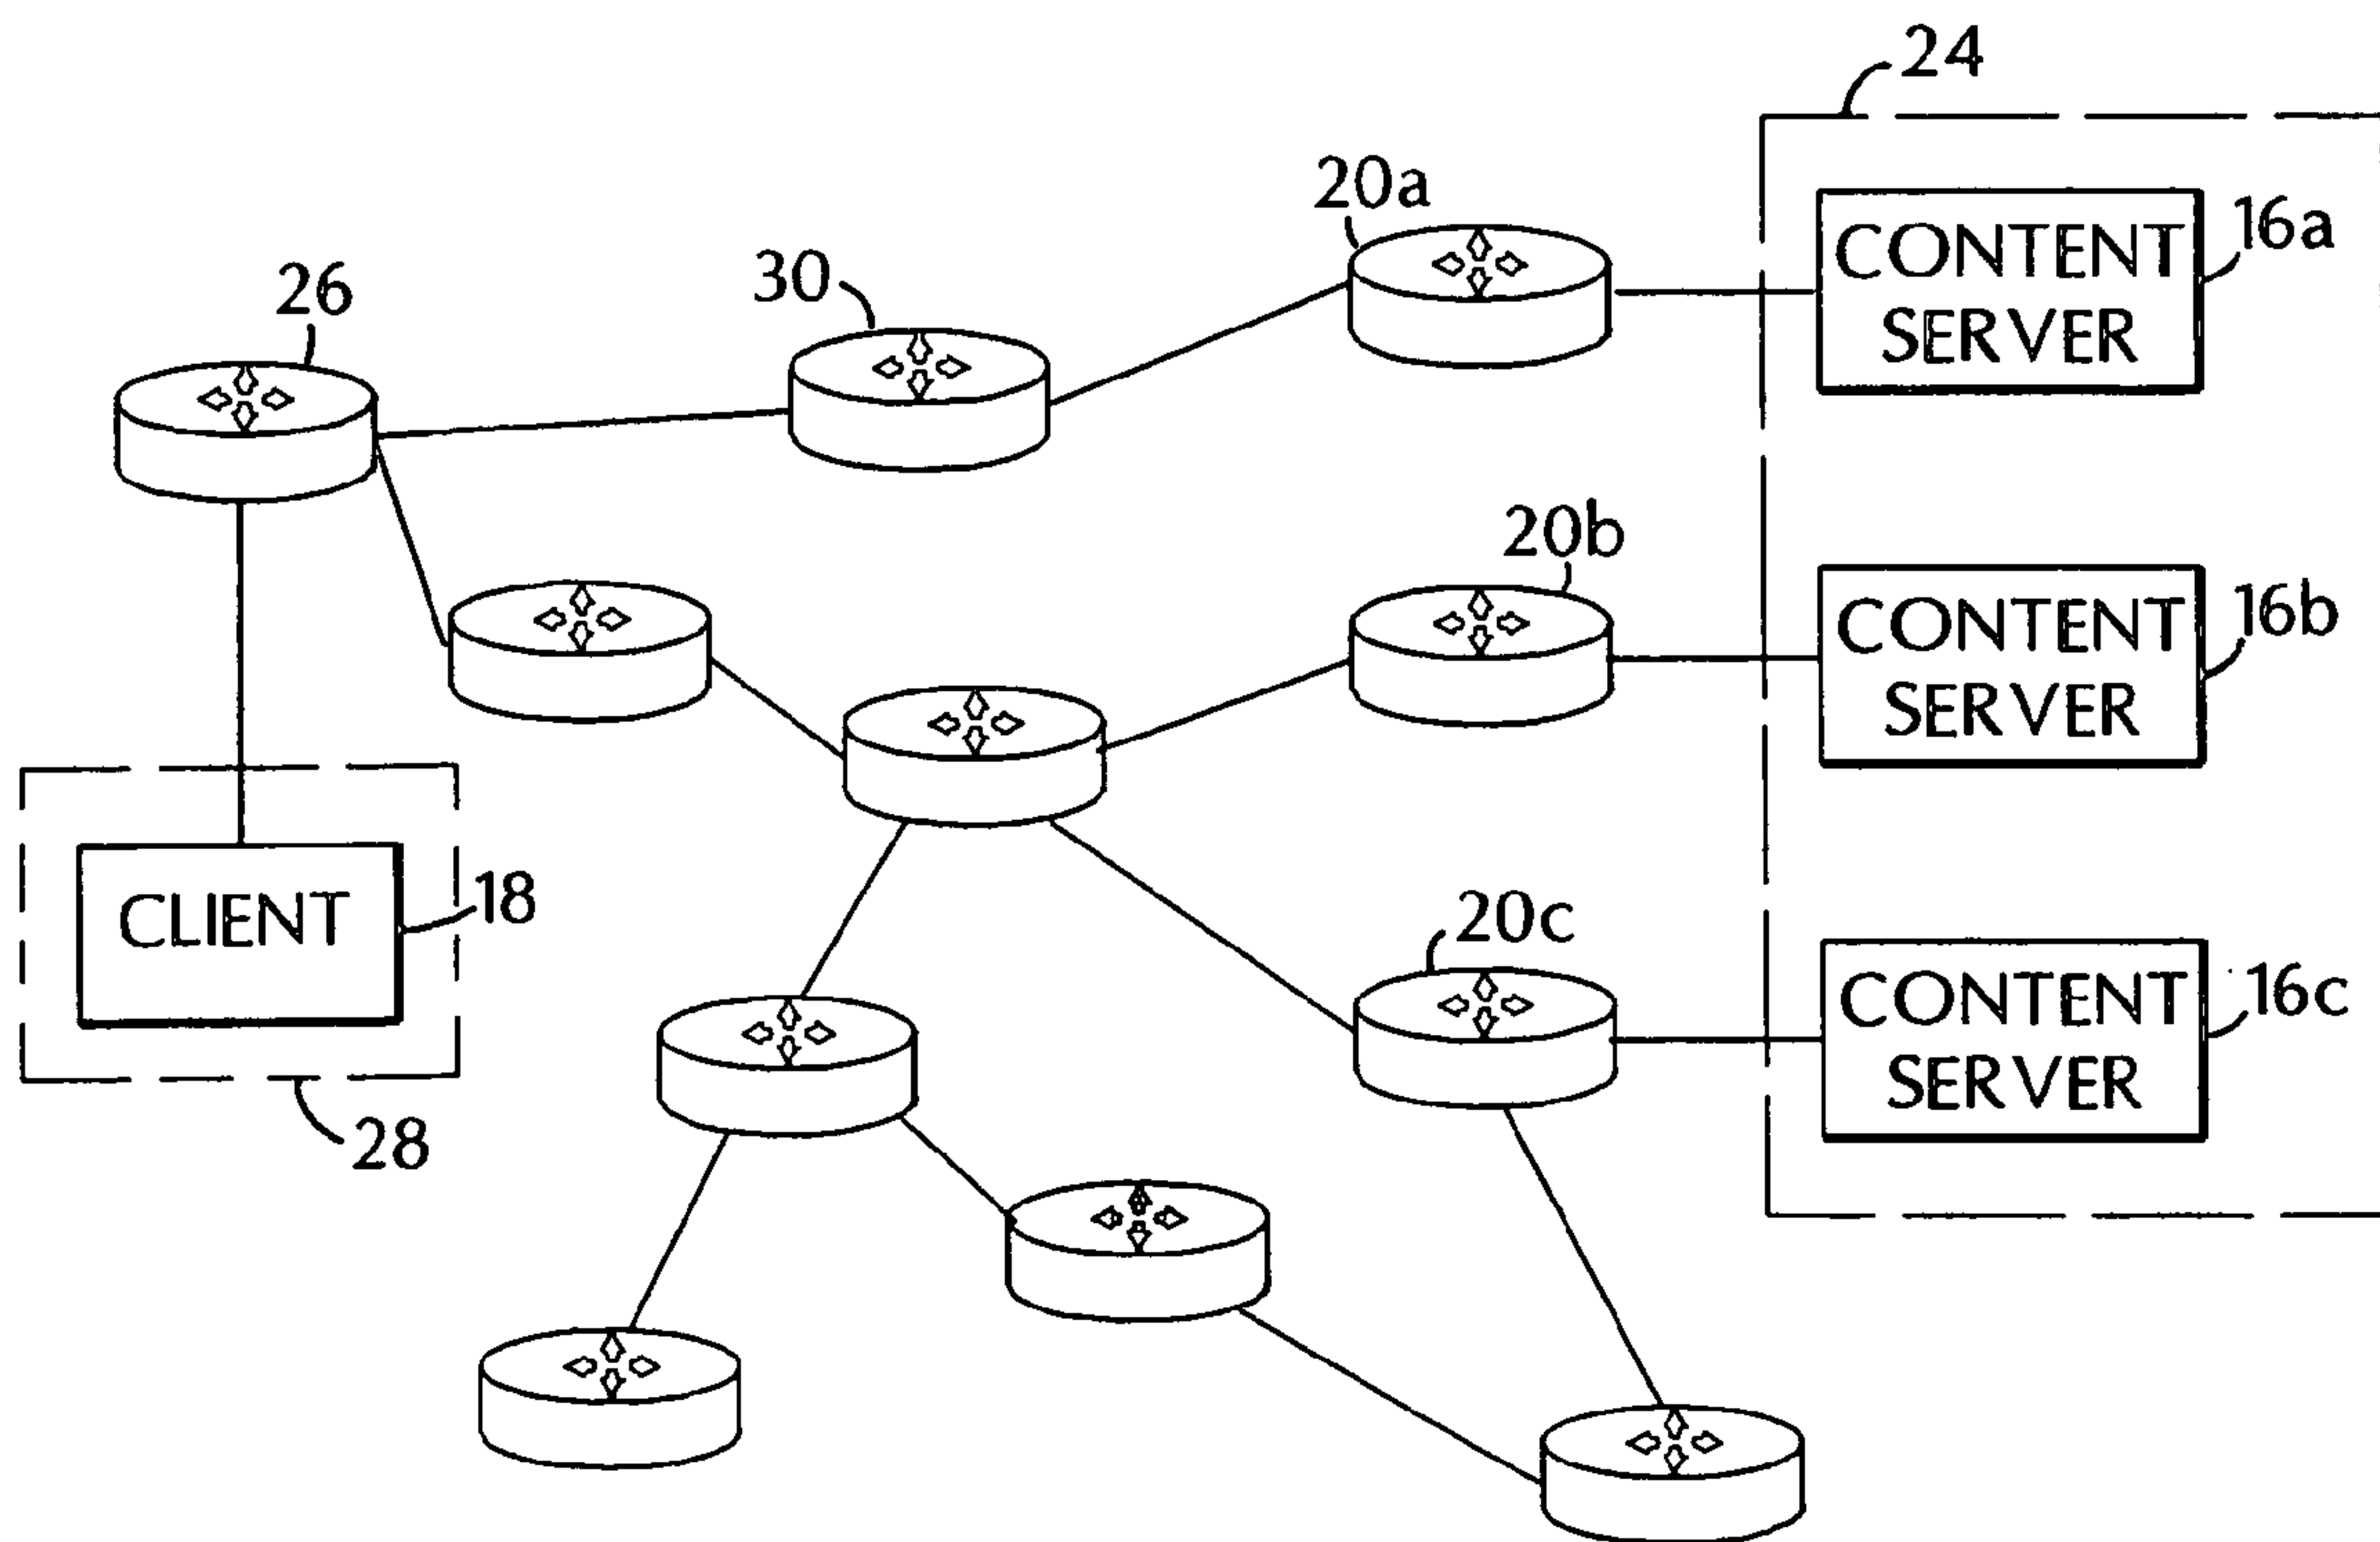 24
20a
CONTENT
SERVER
16a
30
26
20b
CONTENT
SERVER
16b
CLIENT
18
20c
CONTENT
SERVER
16c
28